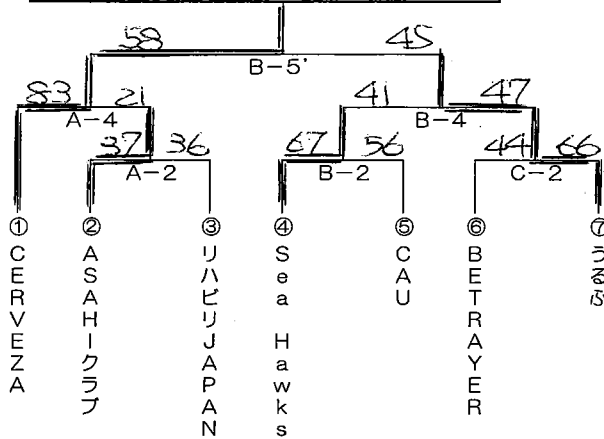 58 45
B-5'
83 21 41 47
A-4 B-4
37 36 67 56 44 66
A-2 B-2 C-2
① ② ③ ④ ⑤ ⑥ ⑦
CERVEZA
ASAHIクラブ
リハビリJAPAN
Sea Hawks
CAU
BETRAYER
うるぶ